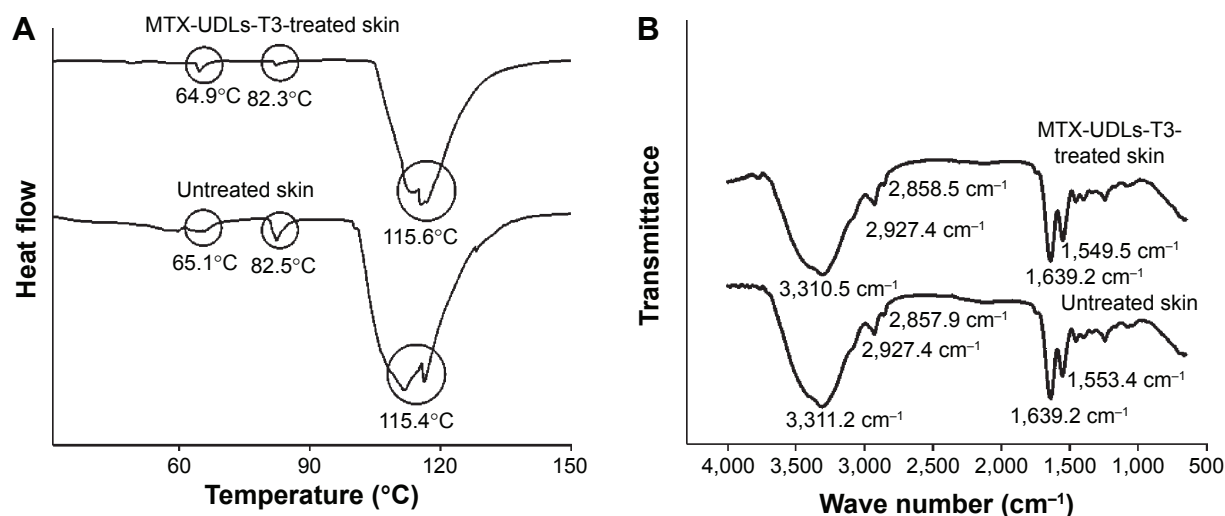 A
MTX-UDLs-T3-treated skin
64.9°C 82.3°C
115.6°C
Untreated skin
65.1°C 82.5°C
115.4°C
Heat flow
60 90 120 150
Temperature (°C)
B
MTX-UDLs-T3-
treated skin
2,858.5 cm⁻¹
2,927.4 cm⁻¹
1,549.5 cm⁻¹
1,639.2 cm⁻¹
3,310.5 cm⁻¹
Untreated skin
2,857.9 cm⁻¹
2,927.4 cm⁻¹
1,553.4 cm⁻¹
1,639.2 cm⁻¹
3,311.2 cm⁻¹
Transmittance
4,000 3,500 3,000 2,500 2,000 1,500 1,000 500
Wave number (cm⁻¹)